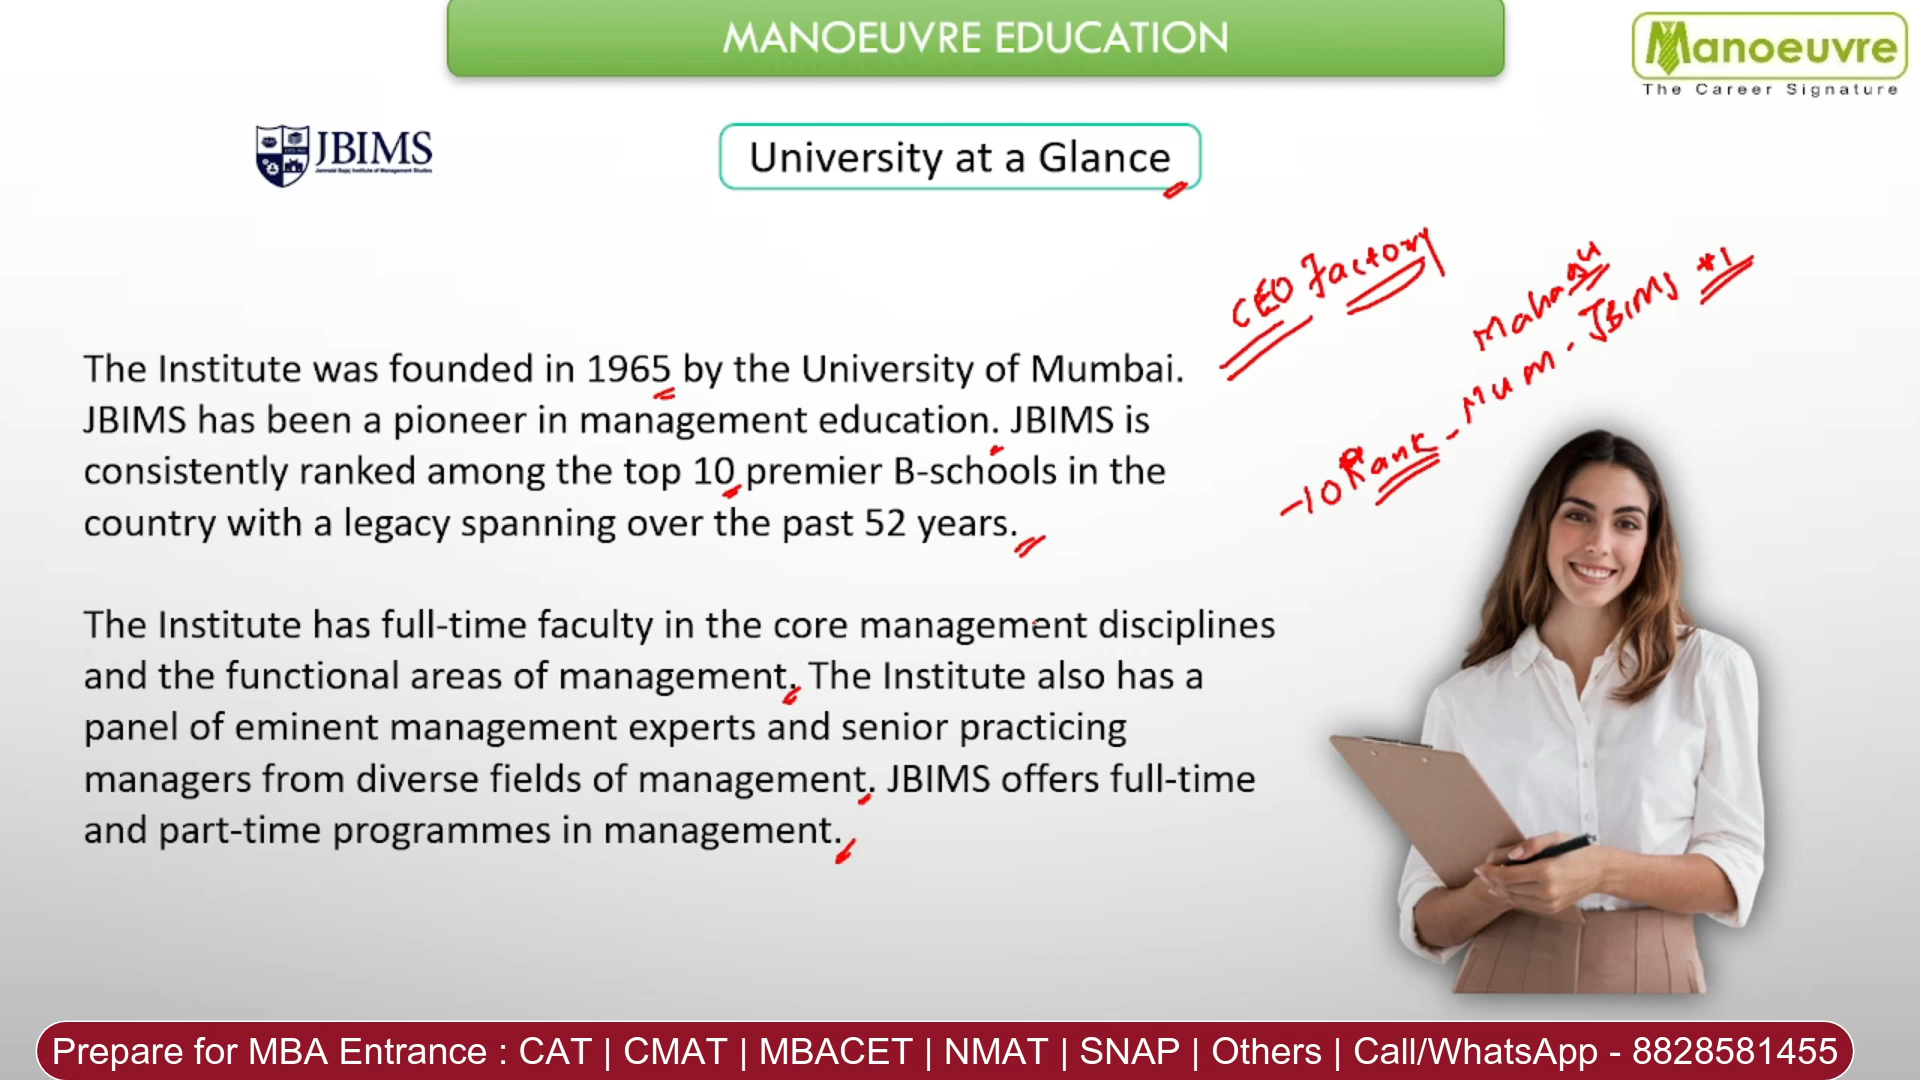 MANOEUVRE EDUCATION
Manoeuvre
The Career Signature
JBIMS
Jamnalal Bajaj Institute of Management Studies
University at a Glance
CEO Factory
-10 Rank - Mum - JBIMS #1
The Institute was founded in 1965 by the University of Mumbai.
JBIMS has been a pioneer in management education. JBIMS is
consistently ranked among the top 10 premier B-schools in the
country with a legacy spanning over the past 52 years.
The Institute has full-time faculty in the core management disciplines
and the functional areas of management. The Institute also has a
panel of eminent management experts and senior practicing
managers from diverse fields of management. JBIMS offers full-time
and part-time programmes in management.
Prepare for MBA Entrance : CAT | CMAT | MBACET | NMAT | SNAP | Others | Call/WhatsApp - 8828581455